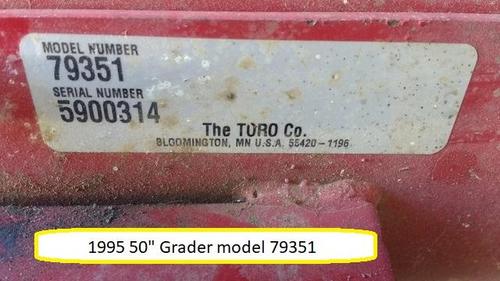 MODEL NUMBER
79351
SERIAL NUMBER
5900314
The TORO Co.
BLOOMINGTON, MN U.S.A. 55420-1196
1995 50" Grader model 79351